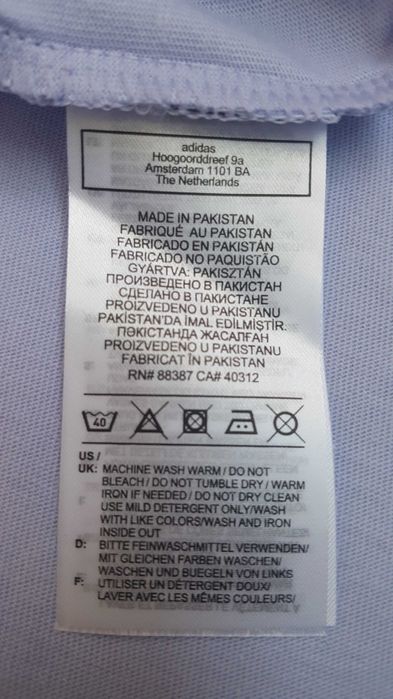 adidas
Hoogoorddreef 9a
Amsterdam 1101 BA
The Netherlands
MADE IN PAKISTAN
FABRIQUÉ AU PAKISTAN
FABRICADO EN PAKISTÁN
FABRICADO NO PAQUISTÃO
GYÁRTVA: PAKISZTÁN
ПРОИЗВЕДЕНО В ПАКИСТАН
СДЕЛАНО В ПАКИСТАНЕ
PROIZVEDENO U PAKISTANU
PAKİSTAN'DA İMAL EDİLMİŞTİR.
ПӘКІСТАНДА ЖАСАЛҒАН
PROIZVEDENO U PAKISTANU
FABRICAT ÎN PAKISTAN
RN# 88387 CA# 40312
40
US /
UK: MACHINE WASH WARM / DO NOT
BLEACH / DO NOT TUMBLE DRY / WARM
IRON IF NEEDED / DO NOT DRY CLEAN
USE MILD DETERGENT ONLY/WASH
WITH LIKE COLORS/WASH AND IRON
INSIDE OUT
D: BITTE FEINWASCHMITTEL VERWENDEN/
MIT GLEICHEN FARBEN WASCHEN/
WASCHEN UND BUEGELN VON LINKS
F: UTILISER UN DÉTERGENT DOUX/
LAVER AVEC LES MÊMES COULEURS/